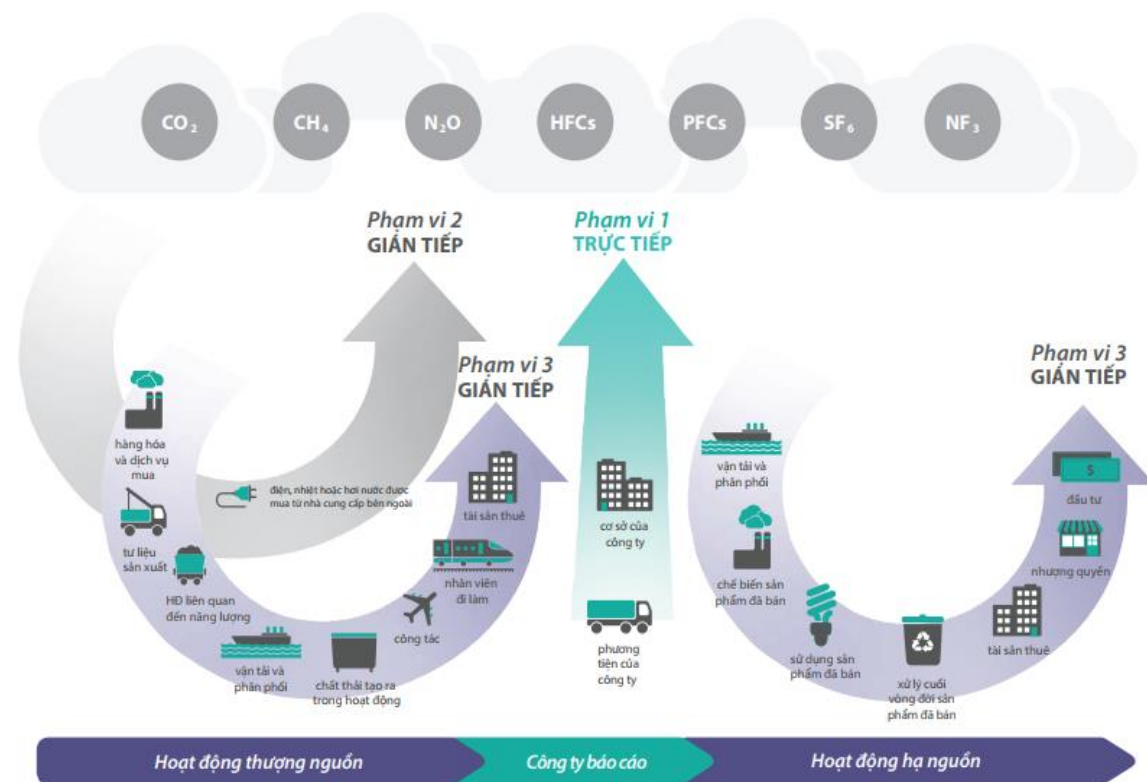 CO₂
CH₄
N₂O
HFCs
PFCs
SF₆
NF₃
Phạm vi 2
GIÁN TIẾP
Phạm vi 1
TRỰC TIẾP
Phạm vi 3
GIÁN TIẾP
Phạm vi 3
GIÁN TIẾP
hàng hóa
và dịch vụ
mua
tư liệu
sản xuất
HĐ liên quan
đến năng lượng
vận tải và
phân phối
chất thải tạo ra
trong hoạt động
công tác
nhân viên
đi làm
tài sản thuê
điện, nhiệt hoặc hơi nước được
mua từ nhà cung cấp bên ngoài
cơ sở của
công ty
phương
tiện của
công ty
vận tải và
phân phối
chế biến sản
phẩm đã bán
sử dụng sản
phẩm đã bán
xử lý cuối
vòng đời sản
phẩm đã bán
tài sản thuê
nhượng quyền
đầu tư
$
Hoạt động thượng nguồn
Công ty báo cáo
Hoạt động hạ nguồn